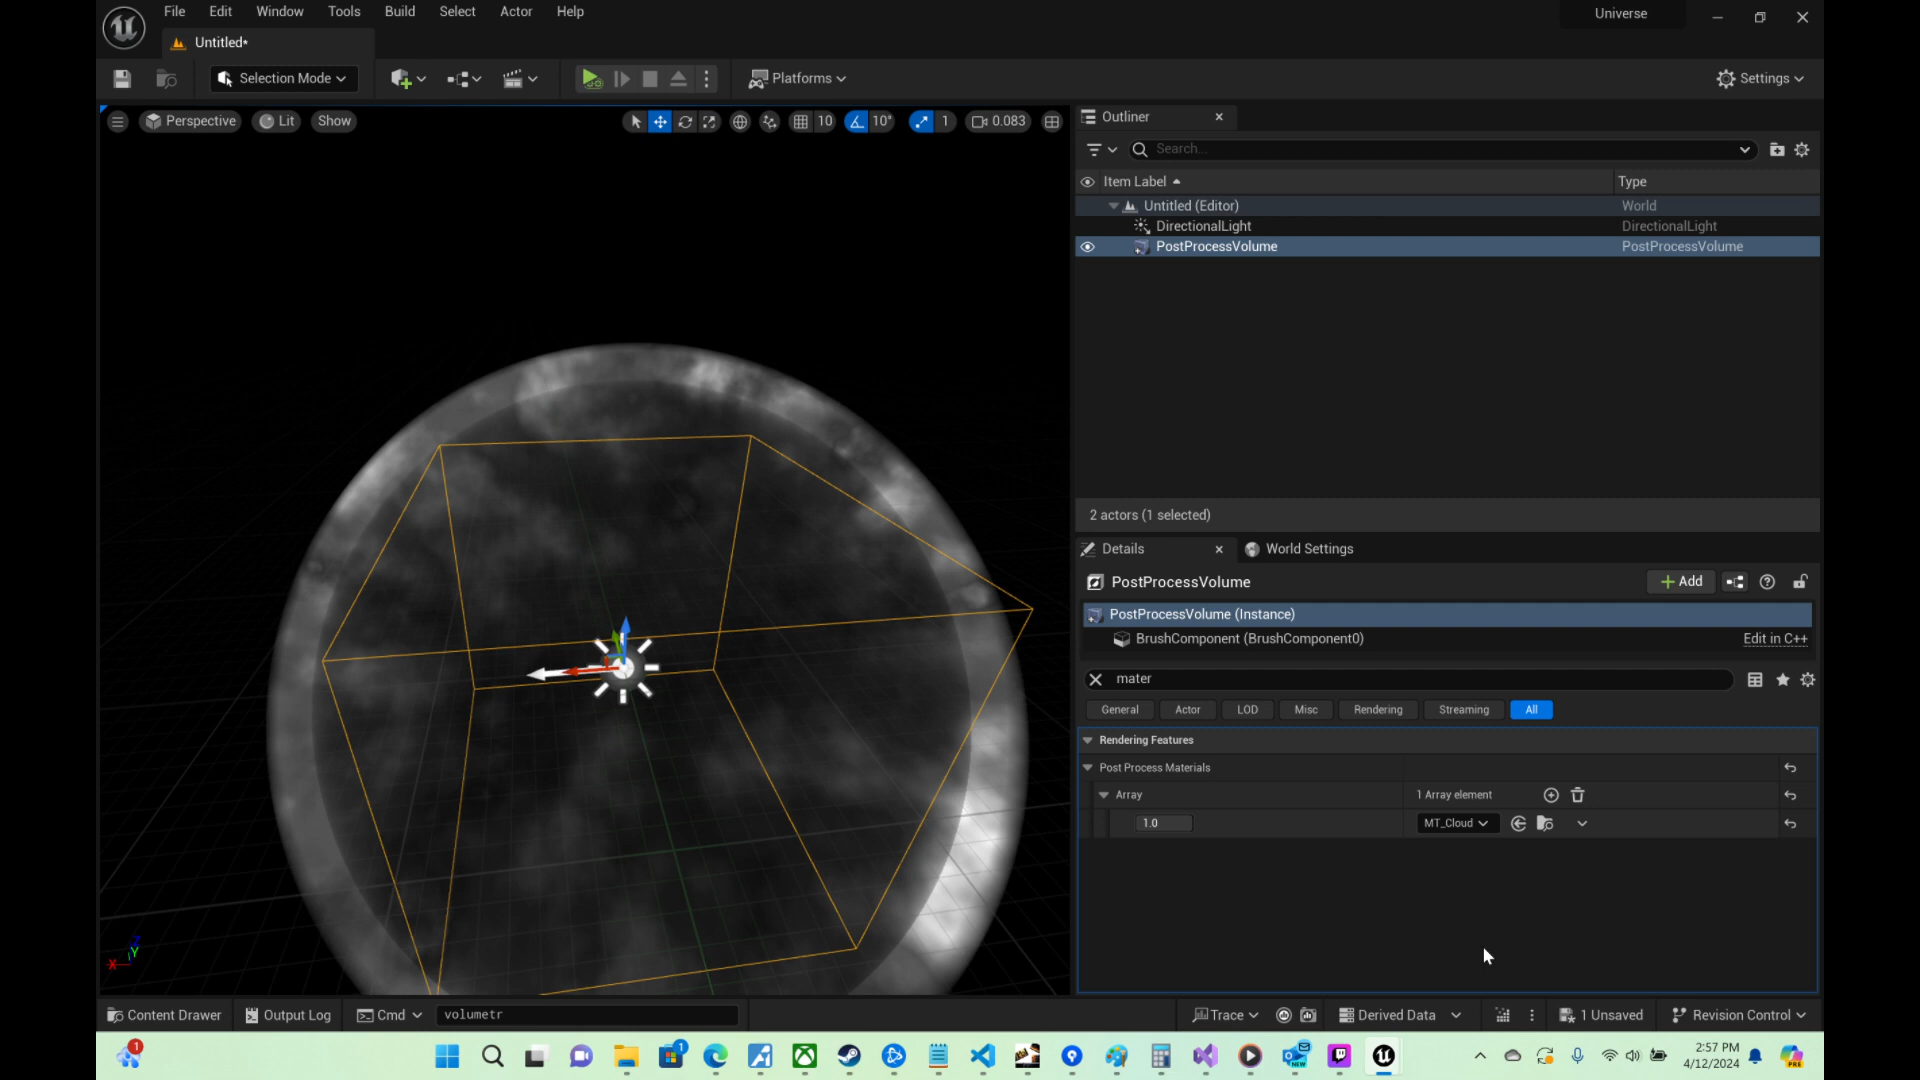 File Edit Window Tools Build Select Actor Help
Universe
Untitled*
Selection Mode
Platforms
Settings
Perspective Lit Show
10 10° 1 0.083
Outliner
Search...
Item Label Type
Untitled (Editor) World
DirectionalLight DirectionalLight
PostProcessVolume PostProcessVolume
2 actors (1 selected)
Details World Settings
PostProcessVolume
Add
PostProcessVolume (Instance)
BrushComponent (BrushComponent0) Edit in C++
mater
General Actor LOD Misc Rendering Streaming All
Rendering Features
Post Process Materials
Array 1 Array element
1.0 MT_Cloud
Z
Y
X
Content Drawer Output Log Cmd volumetr Trace Derived Data 1 Unsaved Revision Control
1 1 NEW 2:57 PM PRE
4/12/2024